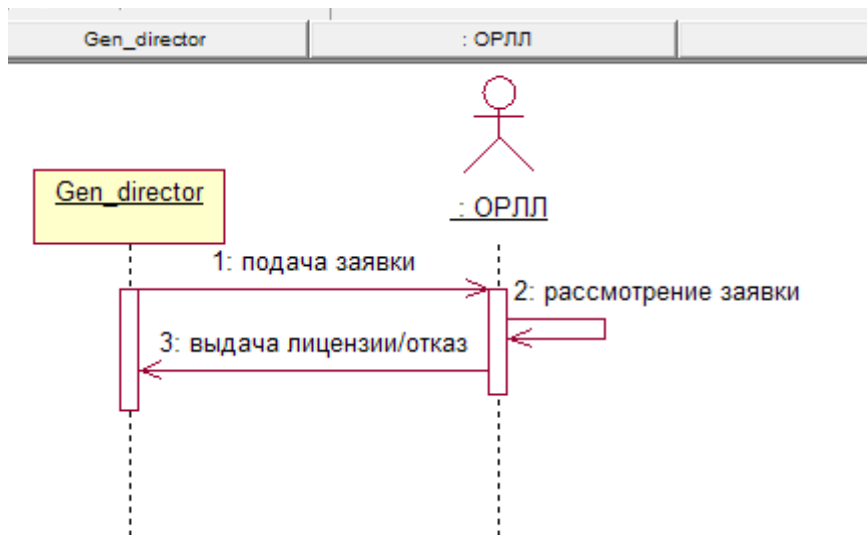 Gen_director
: ОРЛЛ
Gen_director
: ОРЛЛ
1: подача заявки
2: рассмотрение заявки
3: выдача лицензии/отказ